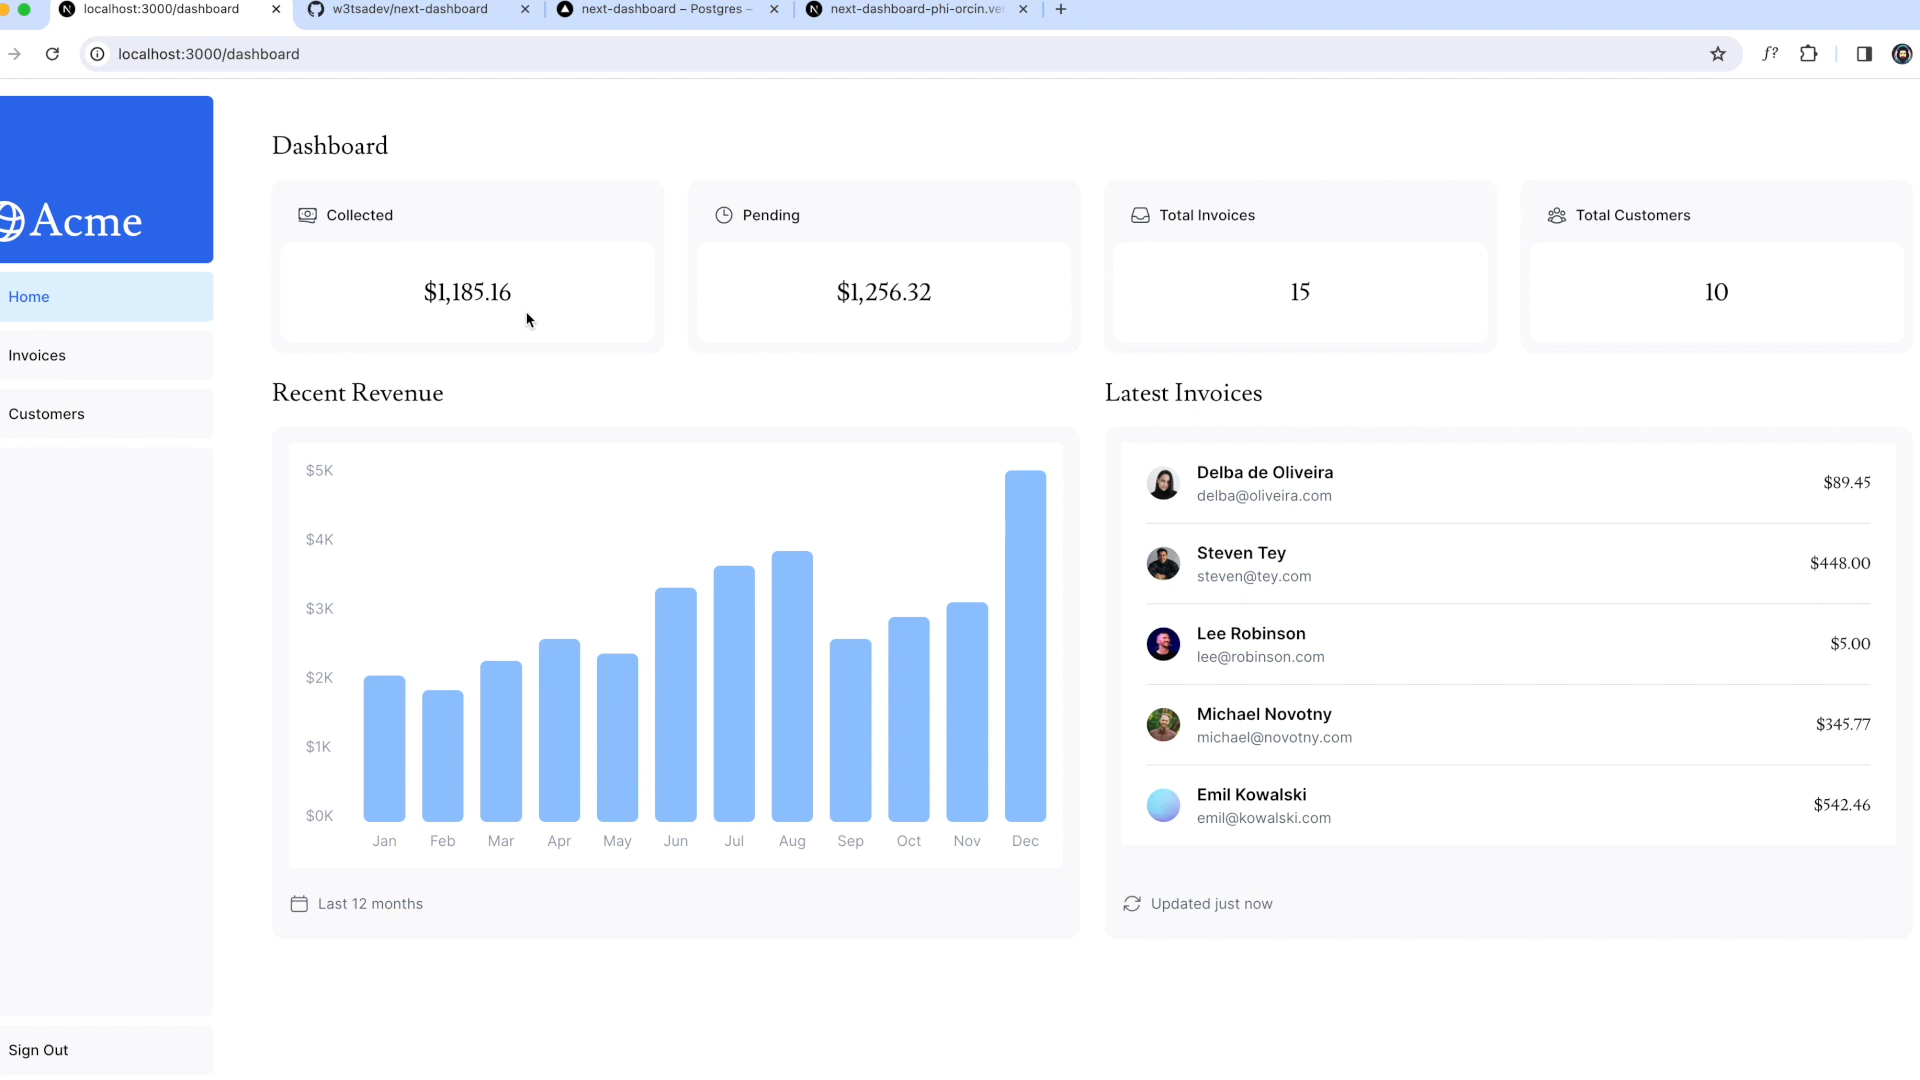 localhost:3000/dashboard
w3tsadev/next-dashboard
next-dashboard – Postgres –
next-dashboard-phi-orcin.ve
localhost:3000/dashboard
f?
Acme
Home
Invoices
Customers
Sign Out
Dashboard
Collected
$1,185.16
Pending
$1,256.32
Total Invoices
15
Total Customers
10
Recent Revenue
$5K
$4K
$3K
$2K
$1K
$0K
Jan Feb Mar Apr May Jun Jul Aug Sep Oct Nov Dec
Last 12 months
Latest Invoices
Delba de Oliveira
delba@oliveira.com
$89.45
Steven Tey
steven@tey.com
$448.00
Lee Robinson
lee@robinson.com
$5.00
Michael Novotny
michael@novotny.com
$345.77
Emil Kowalski
emil@kowalski.com
$542.46
Updated just now